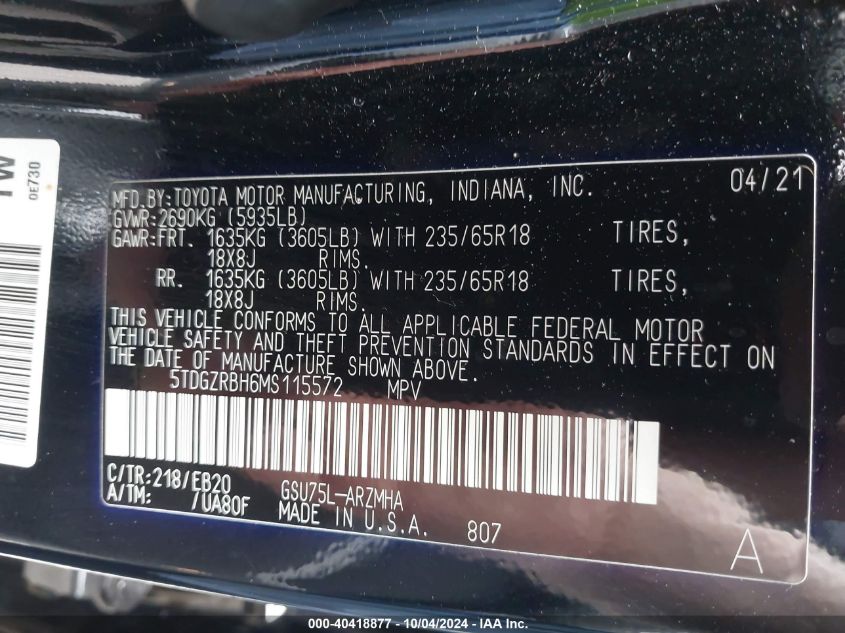 TW
0E730
MFD.BY:TOYOTA MOTOR MANUFACTURING, INDIANA, INC. 04/21
GVWR:2690KG (5935LB)
GAWR:FRT. 1635KG (3605LB) WITH 235/65R18 TIRES,
18X8J RIMS.
RR. 1635KG (3605LB) WITH 235/65R18 TIRES,
18X8J RIMS.
THIS VEHICLE CONFORMS TO ALL APPLICABLE FEDERAL MOTOR
VEHICLE SAFETY AND THEFT PREVENTION STANDARDS IN EFFECT ON
THE DATE OF MANUFACTURE SHOWN ABOVE.
5TDGZRBH6MS115572 MPV
C/TR:218/EB20 GSU75L-ARZMHA
A/TM: /UA80F MADE IN U.S.A. 807
A
000-40418877 - 10/04/2024 - IAA Inc.